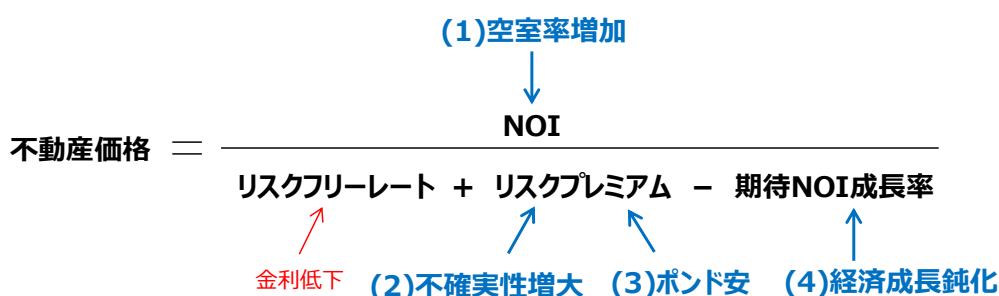 (1)空室率増加
NOI
不動産価格 =
リスクフリーレート + リスクプレミアム − 期待NOI成長率
金利低下 (2)不確実性増大 (3)ポンド安 (4)経済成長鈍化